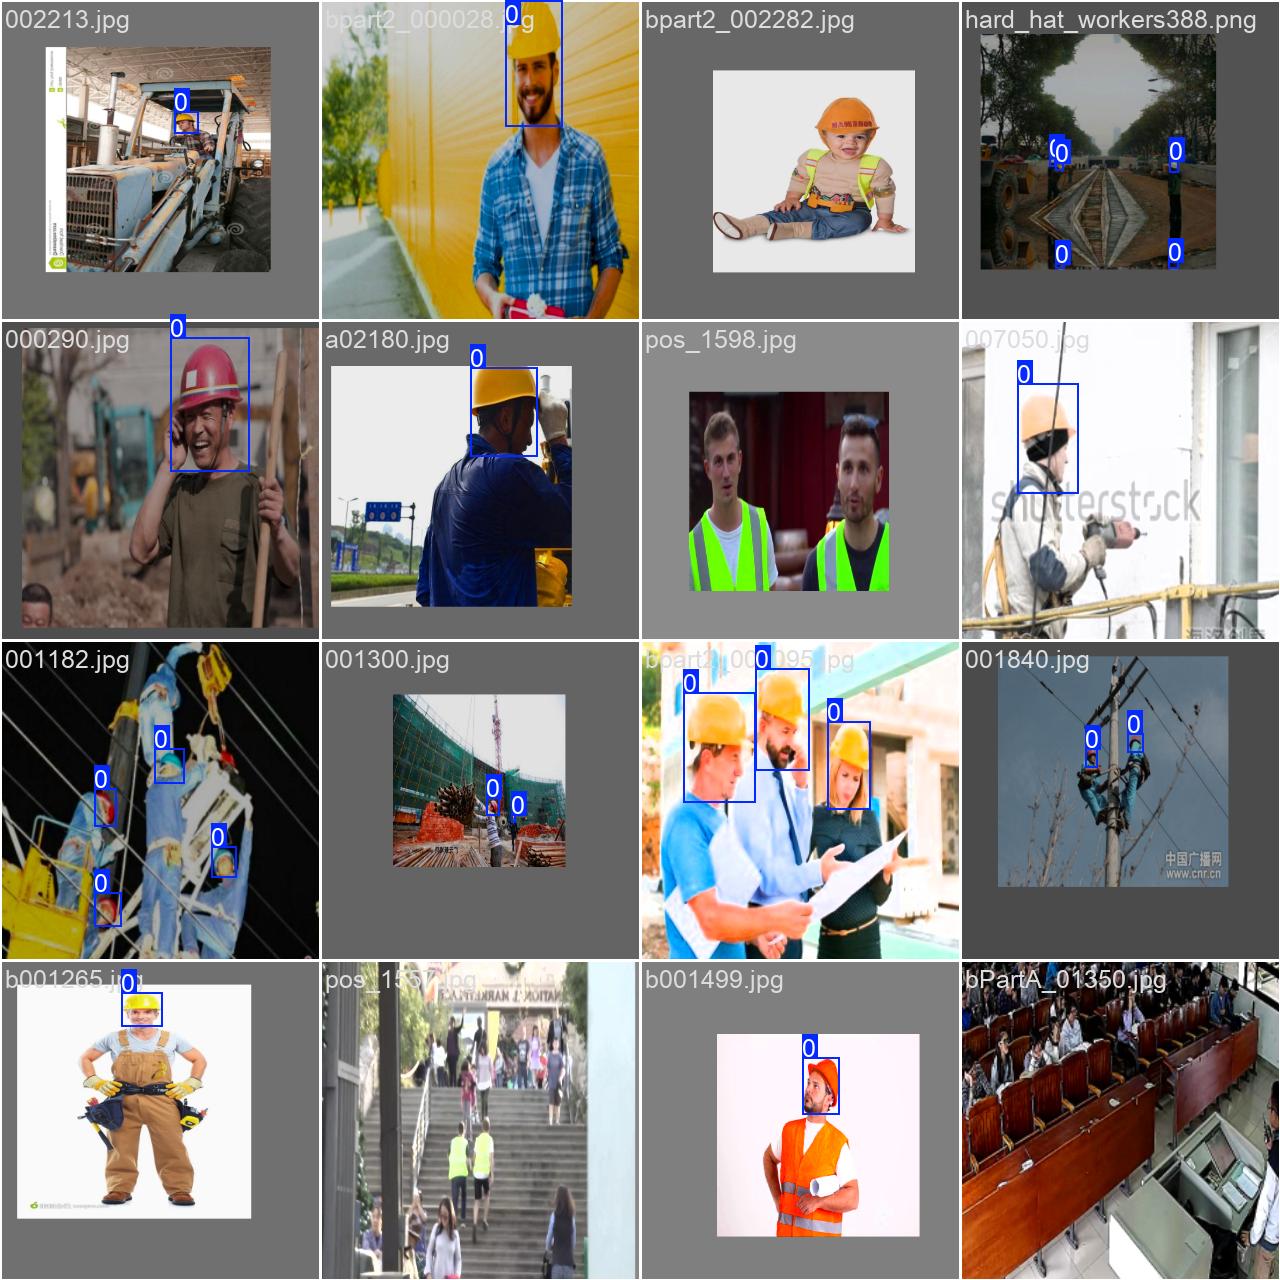 002213.jpg
bpart2_000028.jpg
bpart2_002282.jpg
hard_hat_workers388.png
0
0
0
0
0
0
0
000290.jpg
a02180.jpg
pos_1598.jpg
007050.jpg
0
0
0
shutterstock
001182.jpg
001300.jpg
001840.jpg
0
0
0
0
0
0
0
0
0
0
0
中国广播网
www.cnr.cn
b001265.jpg
pos_1557.jpg
b001499.jpg
bPartA_01350.jpg
0
0